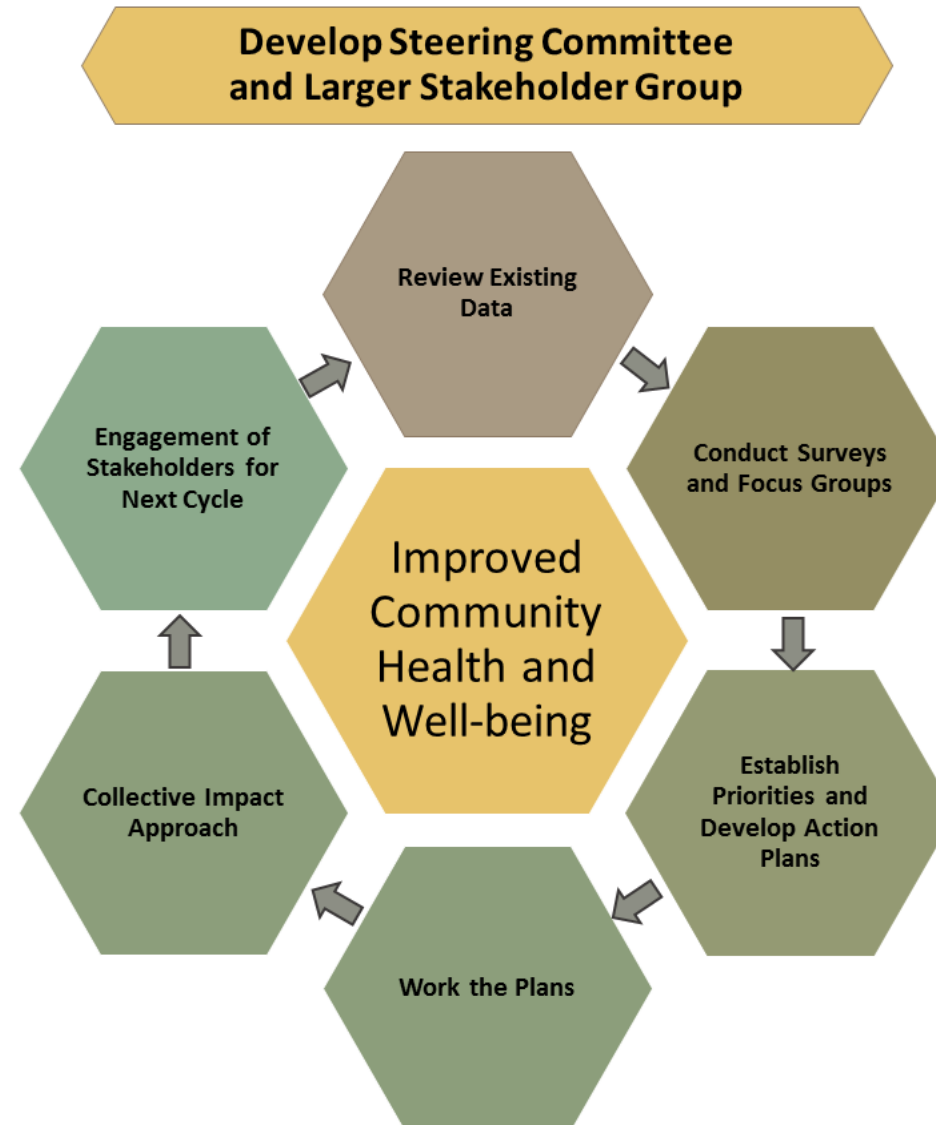 Develop Steering Committee
and Larger Stakeholder Group
Review Existing
Data
Conduct Surveys
and Focus Groups
Establish
Priorities and
Develop Action
Plans
Work the Plans
Collective Impact
Approach
Engagement of
Stakeholders for
Next Cycle
Improved
Community
Health and
Well-being